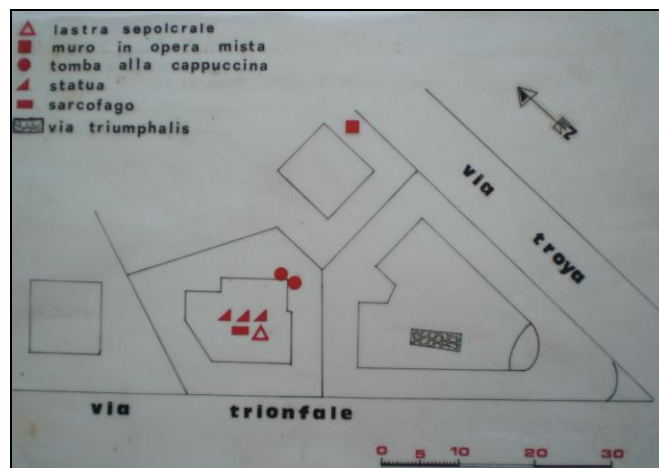 lastra sepolcrale
muro in opera mista
tomba alla cappuccina
statua
sarcofago
via triumphalis
N
via
troya
via trionfale
0 5 10 20 30